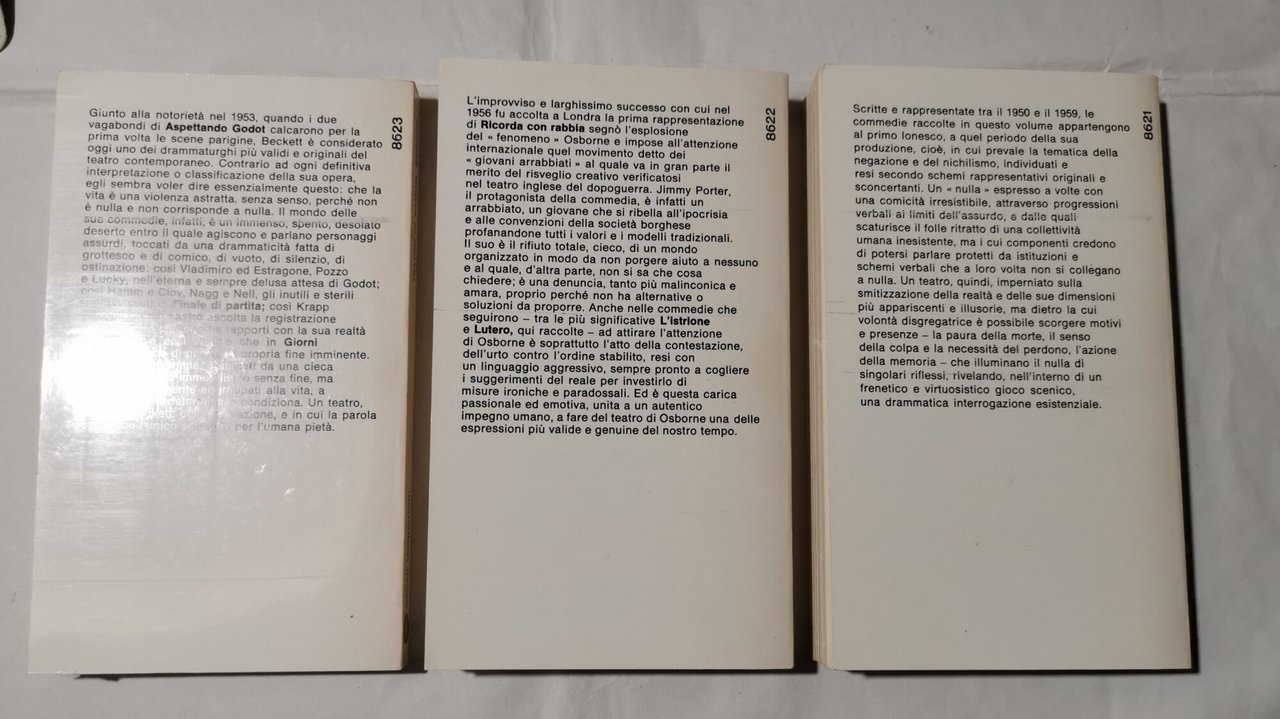 Giunto alla notorietà nel 1953, quando i due
vagabondi di Aspettando Godot calcarono per la
prima volta le scene parigine, Beckett è considerato
oggi uno dei drammaturghi più validi e originali del
teatro contemporaneo. Contrario ad ogni definitiva
interpretazione o classificazione della sua opera,
egli sembra voler dire essenzialmente questo: che la
vita è una violenza astratta, senza senso, perché non
è nulla e non corrisponde a nulla. Il mondo delle
sue commedie, infatti, è un immenso, spento, desolato
deserto entro il quale agiscono e parlano personaggi
assurdi, toccati da una drammaticità fatta di
grottesco e di comico, di vuoto, di silenzio, di
ostinazione: così Vladimiro ed Estragone, Pozzo
e Lucky, nell'eterna e sempre delusa attesa di Godot;
così Hamm e Clov, Nagg e Nell, gli inutili e sterili
di Finale di partita; così Krapp
ascolta la registrazione
ha rapporti con la sua realtà
che in Giorni
propria fine imminente.
da una cieca
senza fine, ma
alla vita, a
condiziona. Un teatro,
e in cui la parola
l'unico per l'umana pietà.
8623
L'improvviso e larghissimo successo con cui nel
1956 fu accolta a Londra la prima rappresentazione
di Ricorda con rabbia segnò l'esplosione
del « fenomeno » Osborne e impose all'attenzione
internazionale quel movimento detto dei
« giovani arrabbiati » al quale va in gran parte il
merito del risveglio creativo verificatosi
nel teatro inglese del dopoguerra. Jimmy Porter,
il protagonista della commedia, è infatti un
arrabbiato, un giovane che si ribella all'ipocrisia
e alle convenzioni della società borghese
profanandone tutti i valori e i modelli tradizionali.
Il suo è il rifiuto totale, cieco, di un mondo
organizzato in modo da non porgere aiuto a nessuno
e al quale, d'altra parte, non si sa che cosa
chiedere; è una denuncia, tanto più malinconica e
amara, proprio perché non ha alternative o
soluzioni da proporre. Anche nelle commedie che
seguirono – tra le più significative L'istrione
e Lutero, qui raccolte – ad attirare l'attenzione
di Osborne è soprattutto l'atto della contestazione,
dell'urto contro l'ordine stabilito, resi con
un linguaggio aggressivo, sempre pronto a cogliere
i suggerimenti del reale per investirlo di
misure ironiche e paradossali. Ed è questa carica
passionale ed emotiva, unita a un autentico
impegno umano, a fare del teatro di Osborne una delle
espressioni più valide e genuine del nostro tempo.
8622
Scritte e rappresentate tra il 1950 e il 1959, le
commedie raccolte in questo volume appartengono
al primo Ionesco, a quel periodo della sua
produzione, cioè, in cui prevale la tematica della
negazione e del nichilismo, individuati e
resi secondo schemi rappresentativi originali e
sconcertanti. Un « nulla » espresso a volte con
una comicità irresistibile, attraverso progressioni
verbali ai limiti dell'assurdo, e dalle quali
scaturisce il folle ritratto di una collettività
umana inesistente, ma i cui componenti credono
di potersi parlare protetti da istituzioni e
schemi verbali che a loro volta non si collegano
a nulla. Un teatro, quindi, imperniato sulla
smitizzazione della realtà e delle sue dimensioni
più appariscenti e illusorie, ma dietro la cui
volontà disgregatrice è possibile scorgere motivi
e presenze – la paura della morte, il senso
della colpa e la necessità del perdono, l'azione
della memoria – che illuminano il nulla di
singolari riflessi, rivelando, nell'interno di un
frenetico e virtuosistico gioco scenico,
una drammatica interrogazione esistenziale.
8621